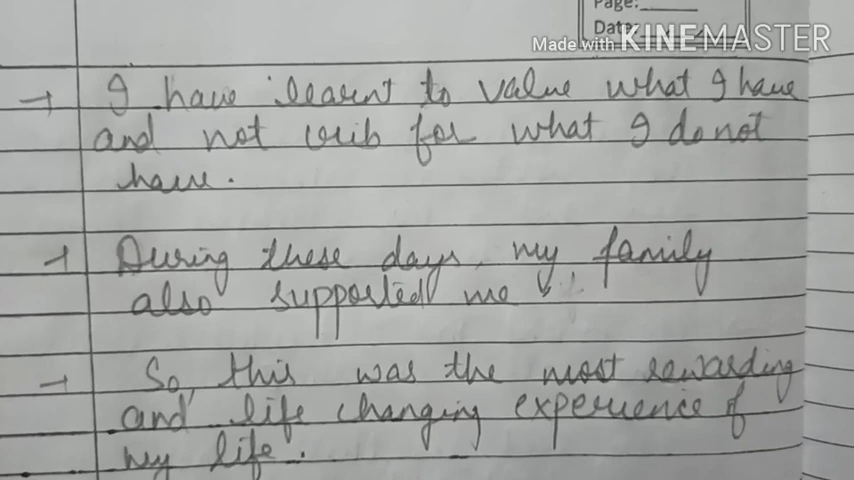 Page:
Date:
Made with KINEMASTER
→ I have learnt to value what I have
and not crib for what I do not
have.
→ During these days, my family
also supported me
→ So, this was the most rewarding
and life changing experience of
my life.